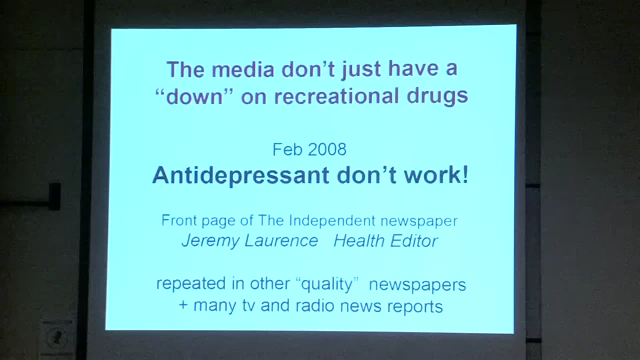 The media don't just have a
"down" on recreational drugs
Feb 2008
Antidepressant don't work!
Front page of The Independent newspaper
Jeremy Laurence Health Editor
repeated in other "quality" newspapers
+ many tv and radio news reports